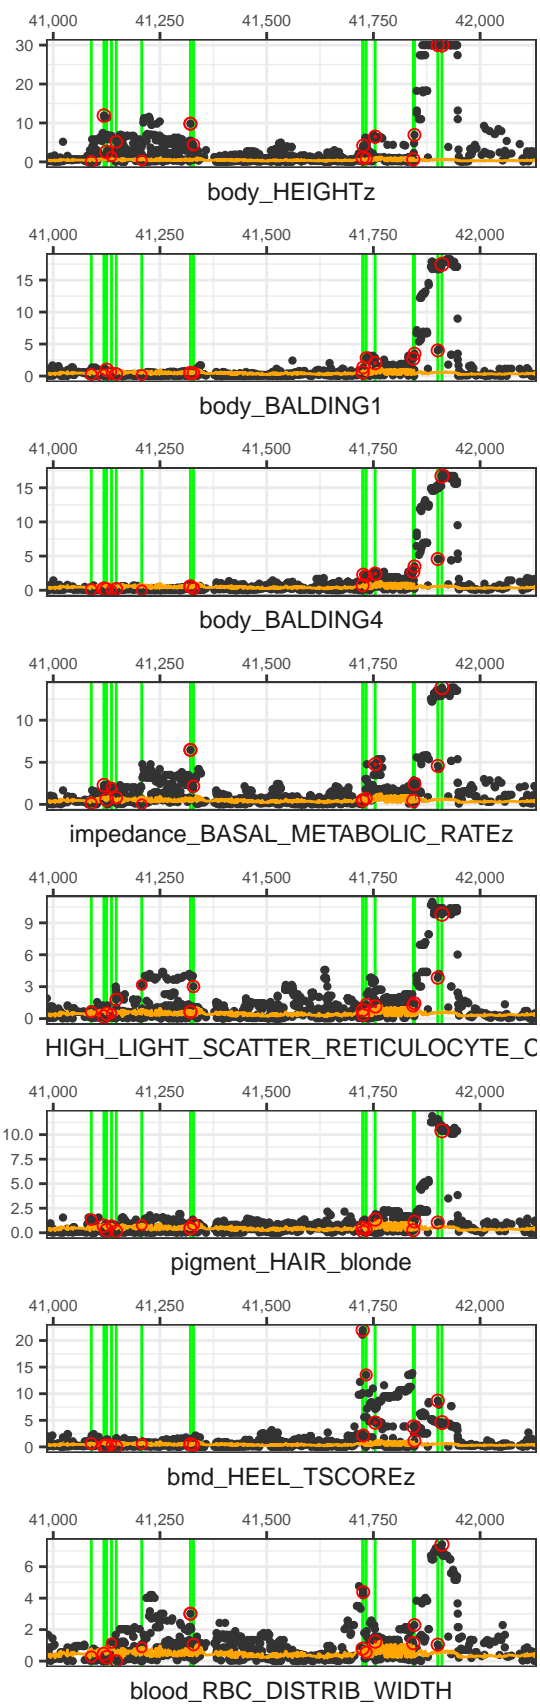 41,000 41,250 41,500 41,750 42,000
30
20
10
0
body_HEIGHTz
41,000 41,250 41,500 41,750 42,000
15
10
5
0
body_BALDING1
41,000 41,250 41,500 41,750 42,000
15
10
5
0
body_BALDING4
41,000 41,250 41,500 41,750 42,000
10
5
0
impedance_BASAL_METABOLIC_RATEz
41,000 41,250 41,500 41,750 42,000
9
6
3
0
HIGH_LIGHT_SCATTER_RETICULOCYTE_C
41,000 41,250 41,500 41,750 42,000
10.0
7.5
5.0
2.5
0.0
pigment_HAIR_blonde
41,000 41,250 41,500 41,750 42,000
20
15
10
5
0
bmd_HEEL_TSCOREz
41,000 41,250 41,500 41,750 42,000
6
4
2
0
blood_RBC_DISTRIB_WIDTH